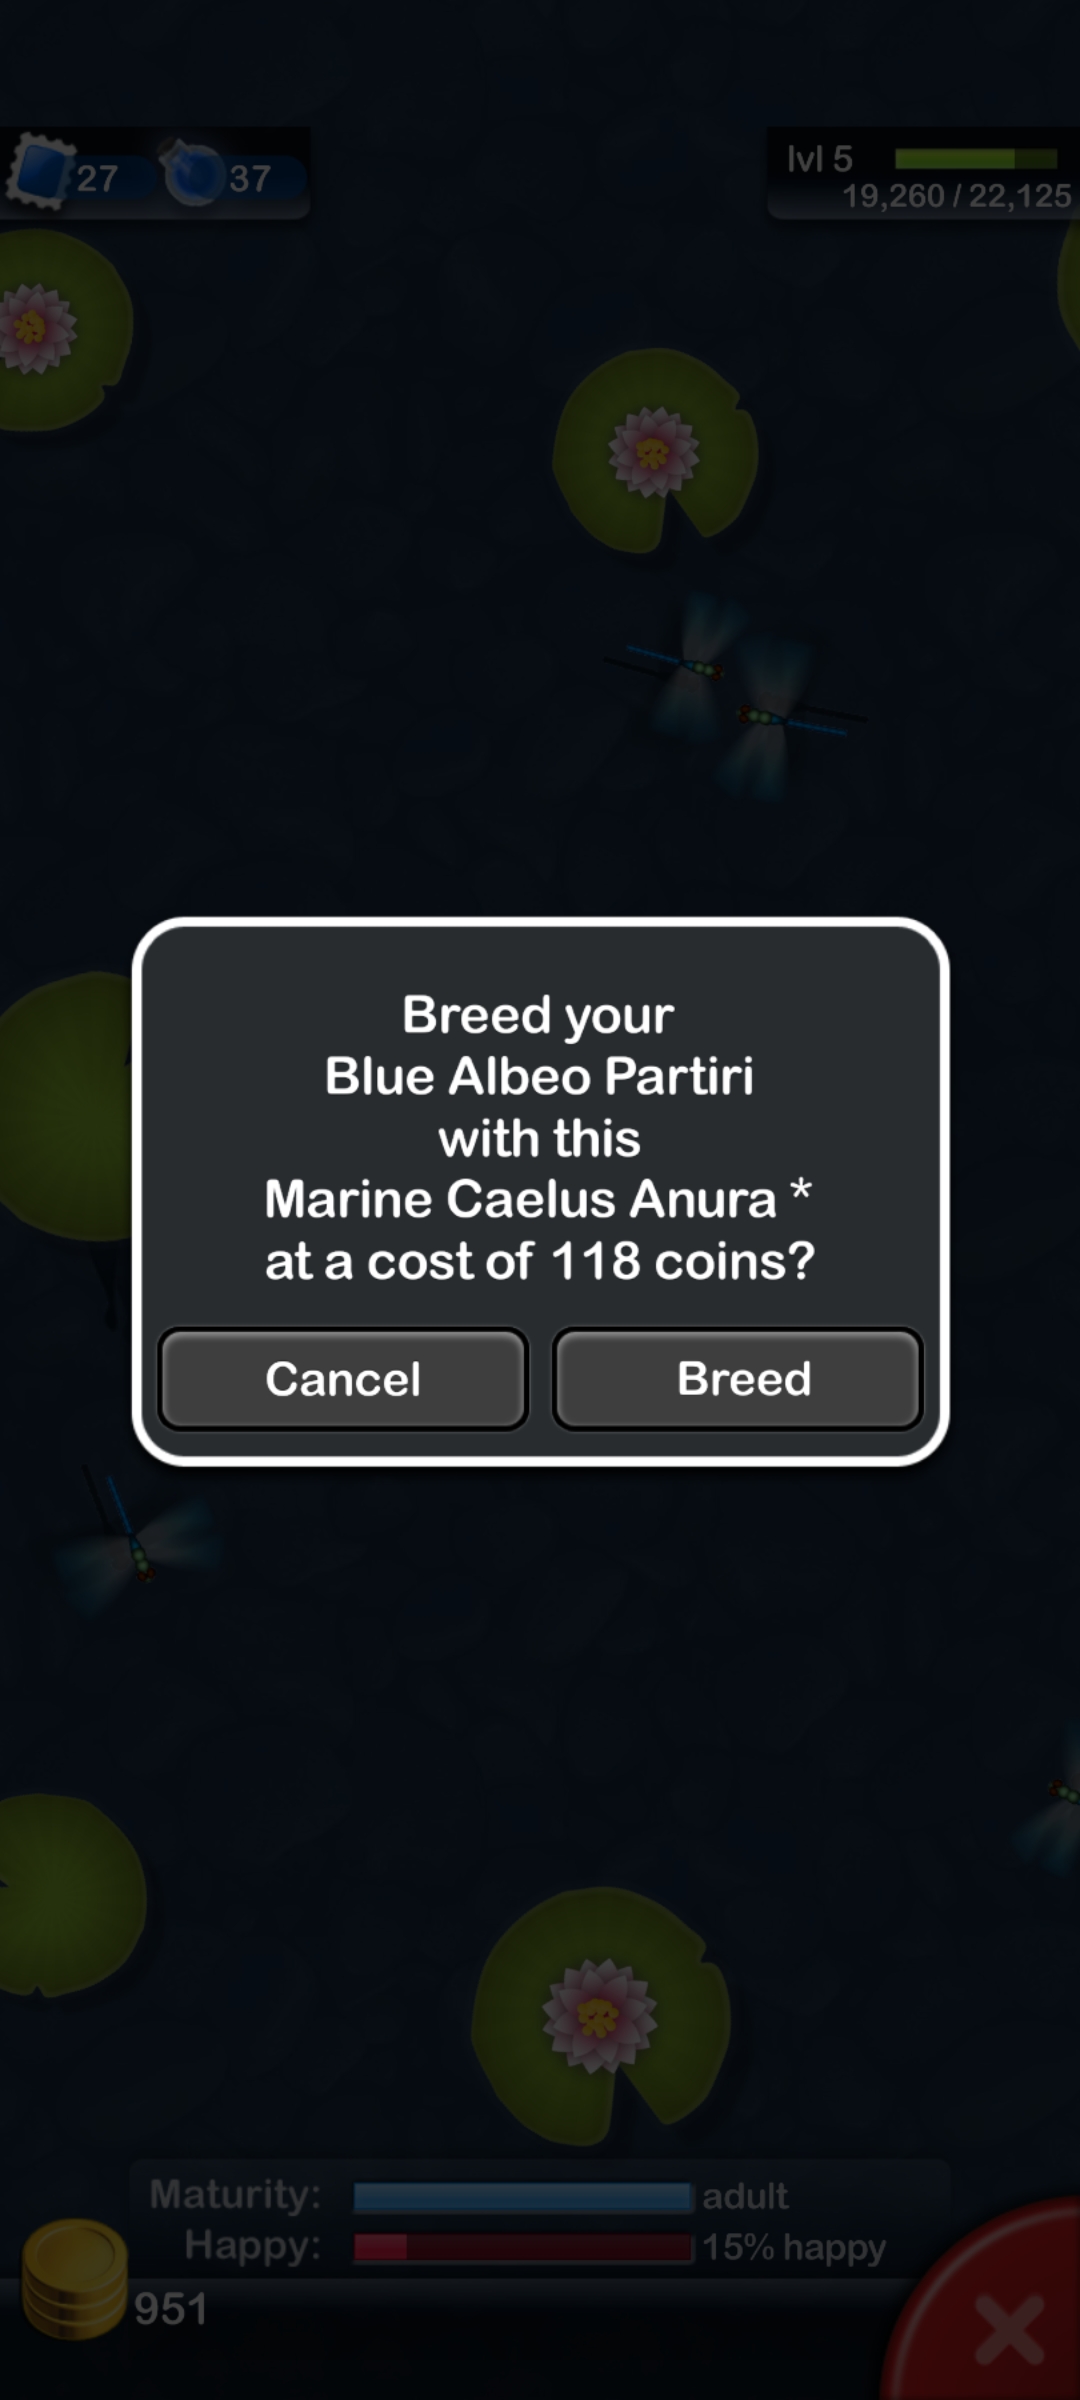 27 37
lvl 5
19,260 / 22,125
Breed your
Blue Albeo Partiri
with this
Marine Caelus Anura *
at a cost of 118 coins?
Cancel Breed
Maturity: adult
Happy: 15% happy
951